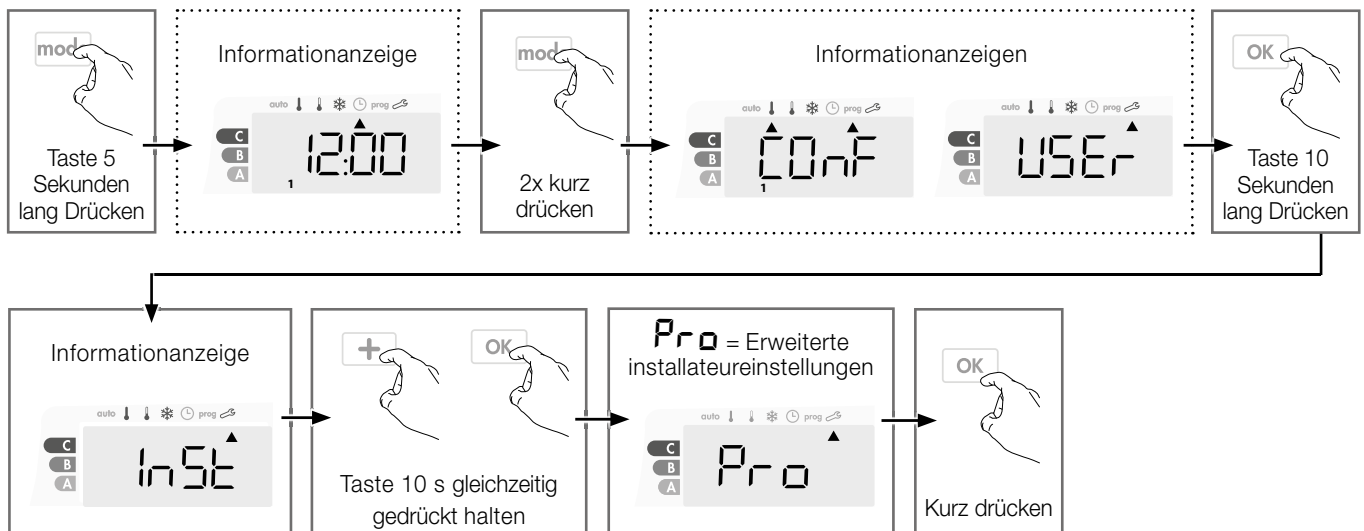 mod
Taste 5
Sekunden
lang Drücken
Informationanzeige
auto prog
C
B
A
12:00
1
mod
2x kurz
drücken
Informationanzeigen
auto prog
C
B
A
COnF
1
auto prog
C
B
A
USEr
OK
Taste 10
Sekunden
lang Drücken
Informationanzeige
auto prog
C
B
A
InSt
+
OK
Taste 10 s gleichzeitig
gedrückt halten
Pro = Erweiterte
installateureinstellungen
auto prog
C
B
A
Pro
OK
Kurz drücken